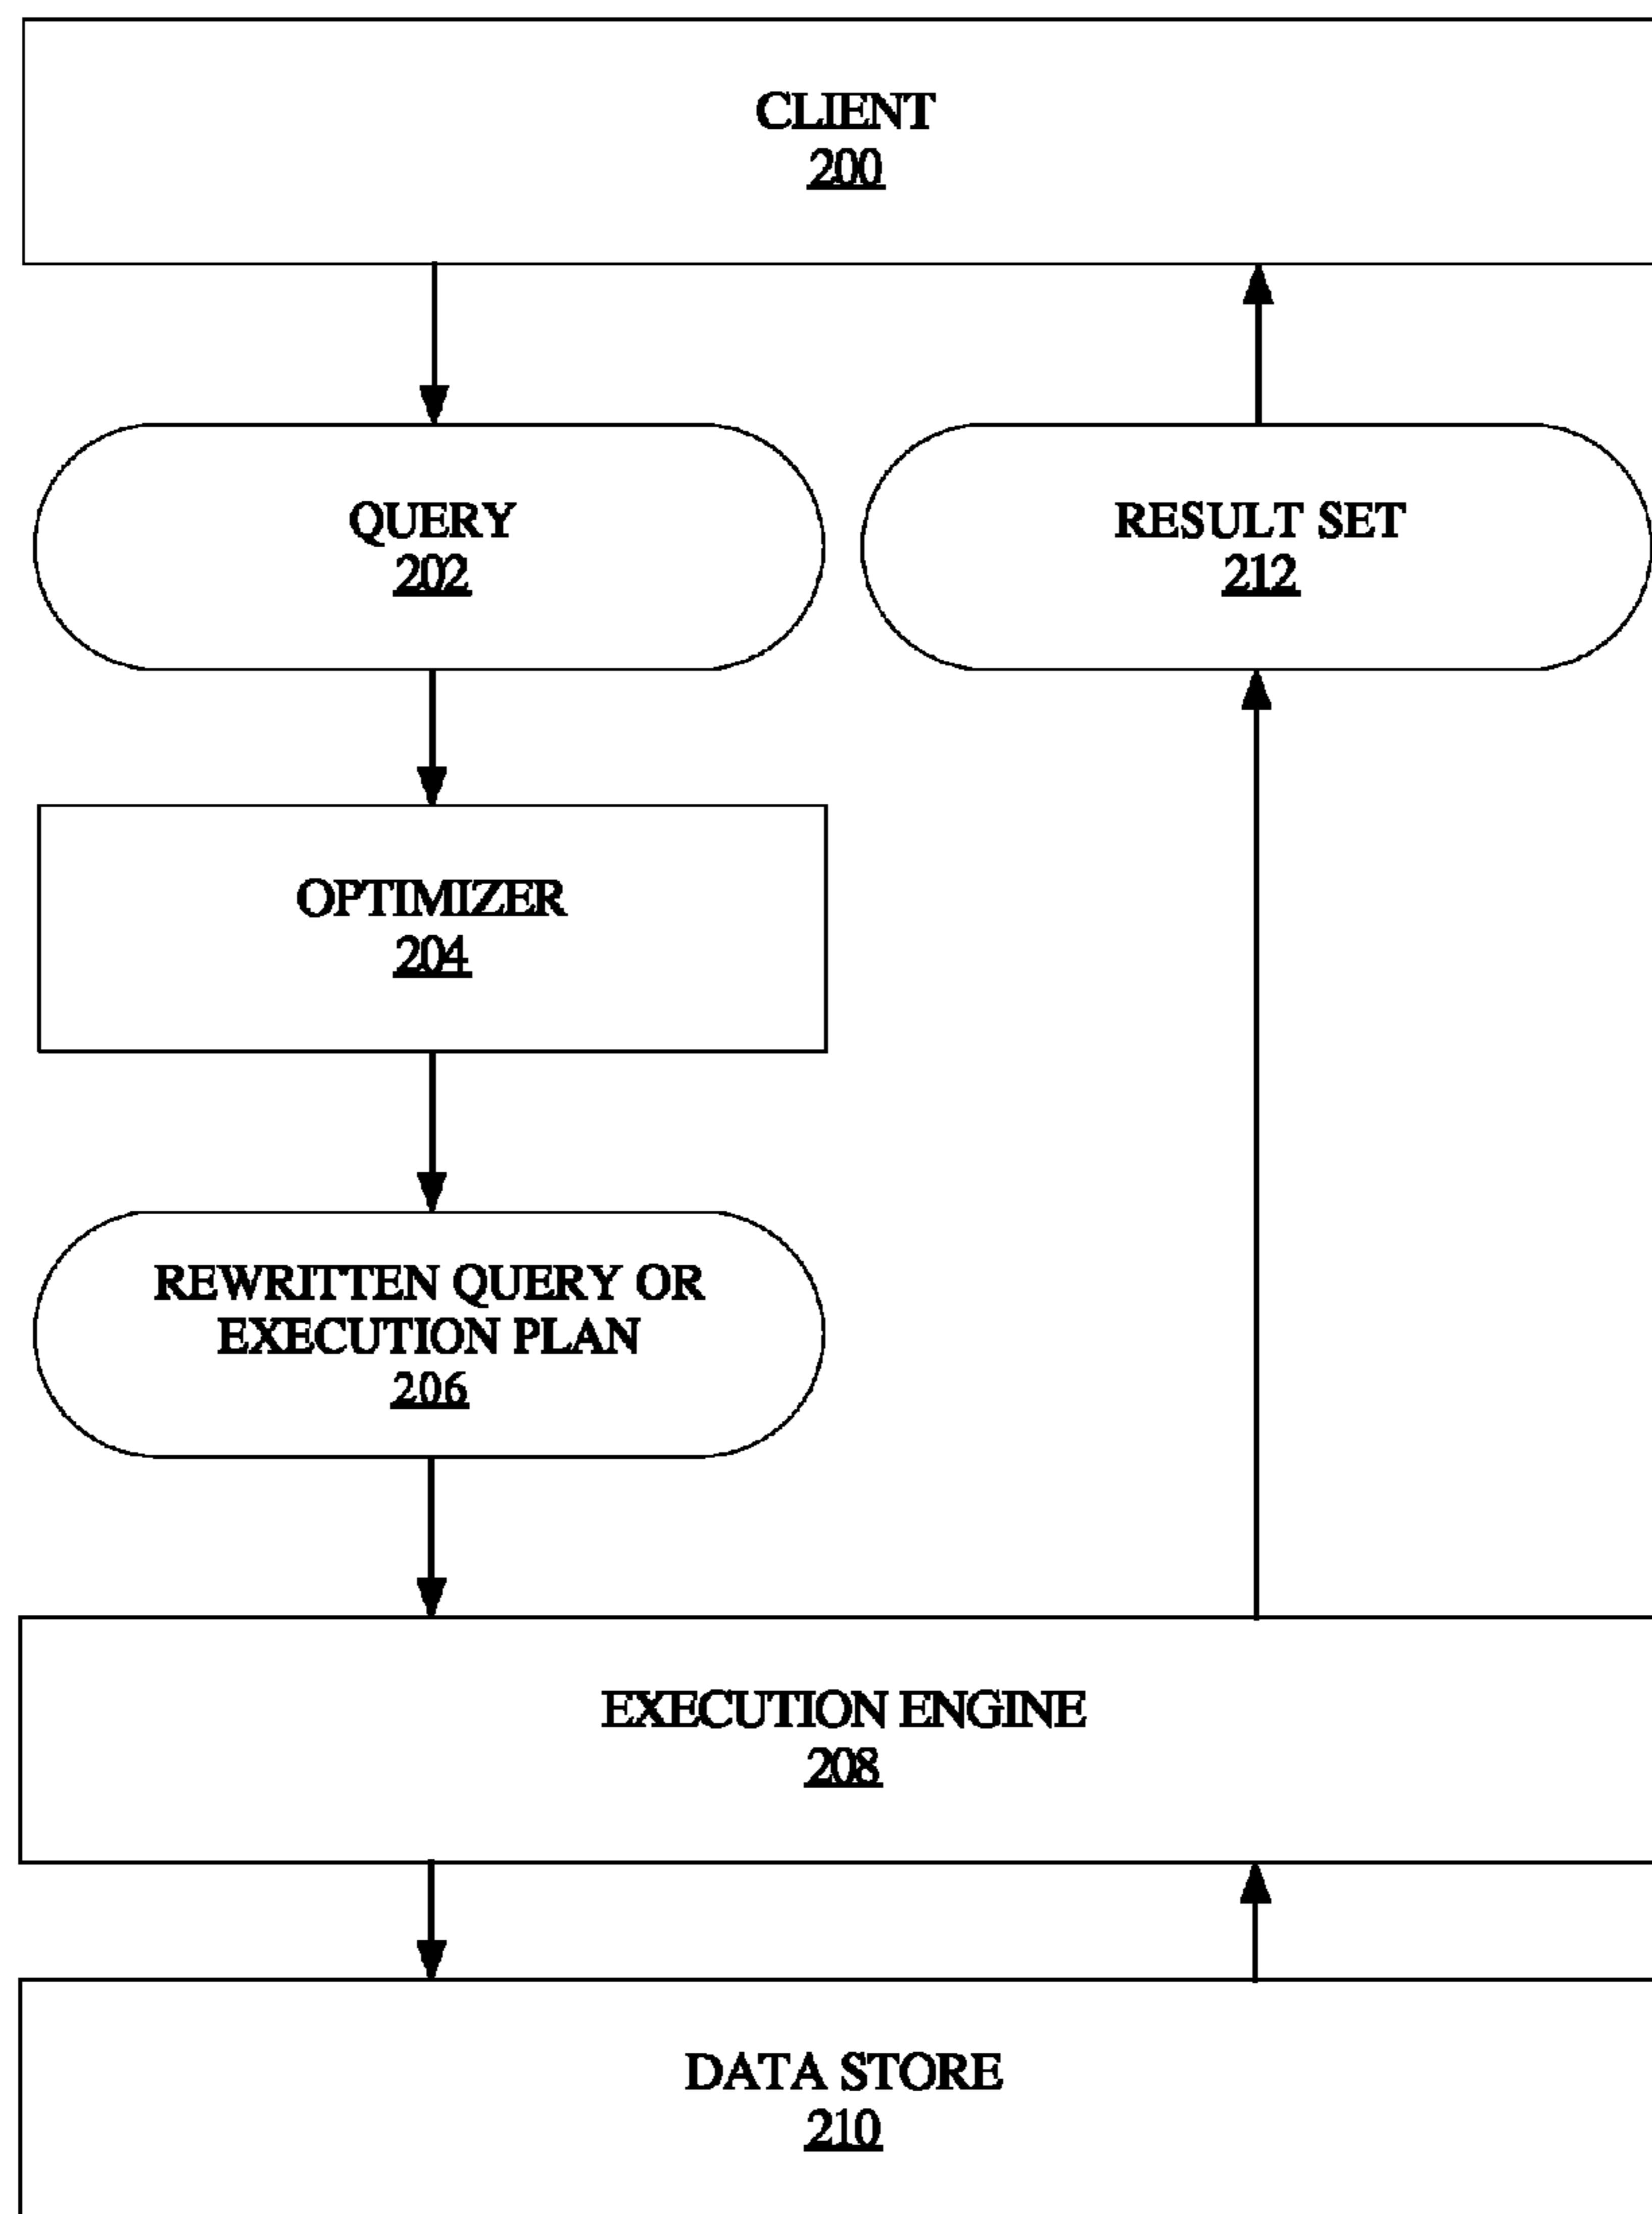 CLIENT
200
QUERY
202
RESULT SET
212
OPTIMIZER
204
REWRITTEN QUERY OR
EXECUTION PLAN
206
EXECUTION ENGINE
208
DATA STORE
210